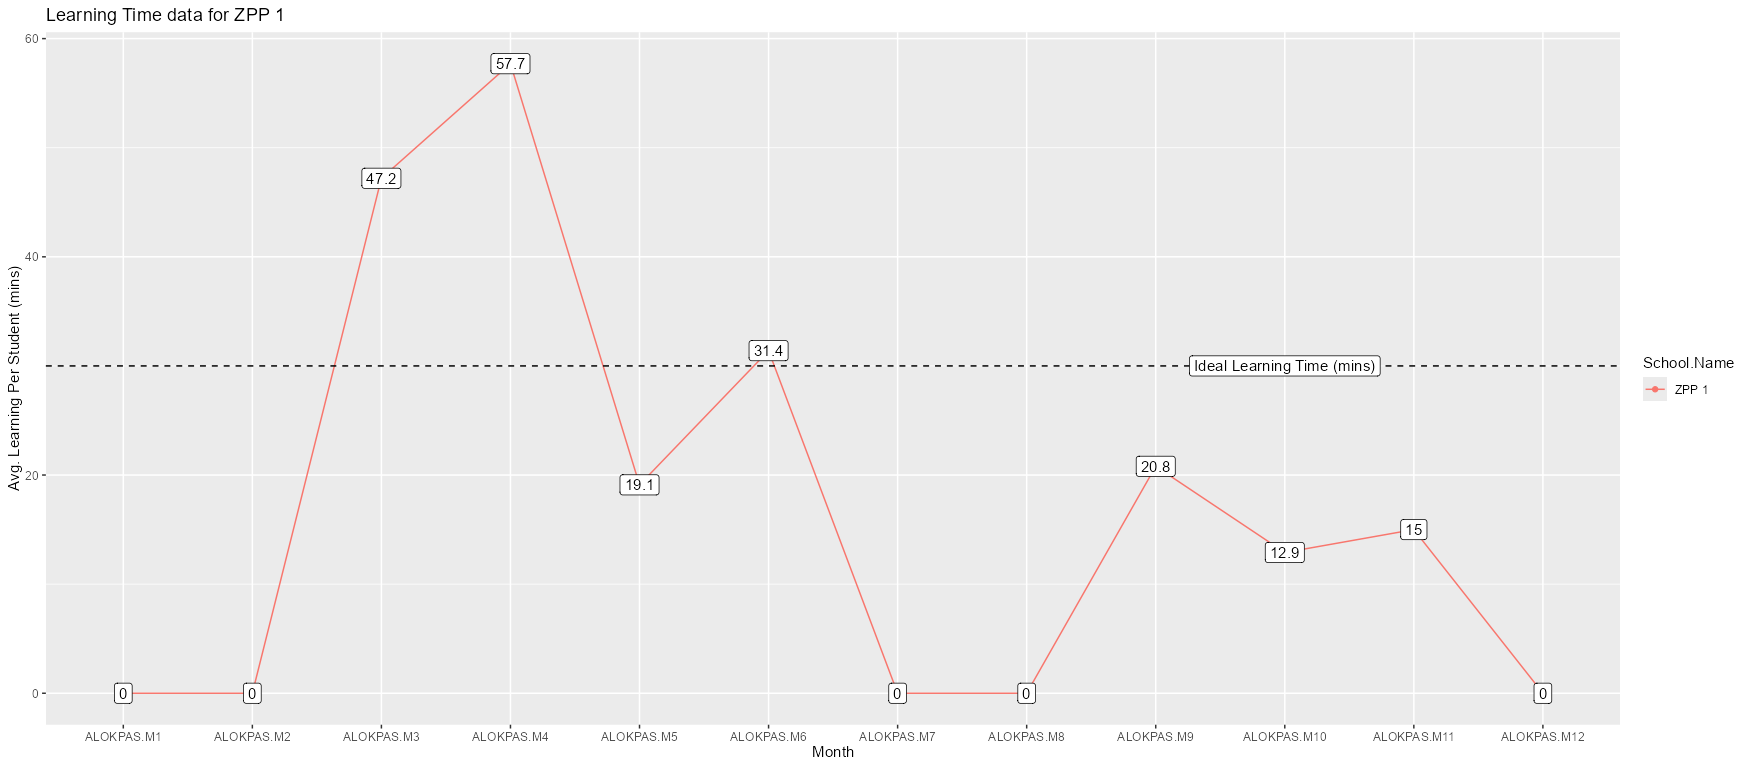 Learning Time data for ZPP 1
60
40
20
0
Avg. Learning Per Student (mins)
0
0
47.2
57.7
19.1
31.4
0
0
20.8
12.9
15
0
Ideal Learning Time (mins)
ALOKPAS.M1
ALOKPAS.M2
ALOKPAS.M3
ALOKPAS.M4
ALOKPAS.M5
ALOKPAS.M6
ALOKPAS.M7
ALOKPAS.M8
ALOKPAS.M9
ALOKPAS.M10
ALOKPAS.M11
ALOKPAS.M12
Month
School.Name
ZPP 1